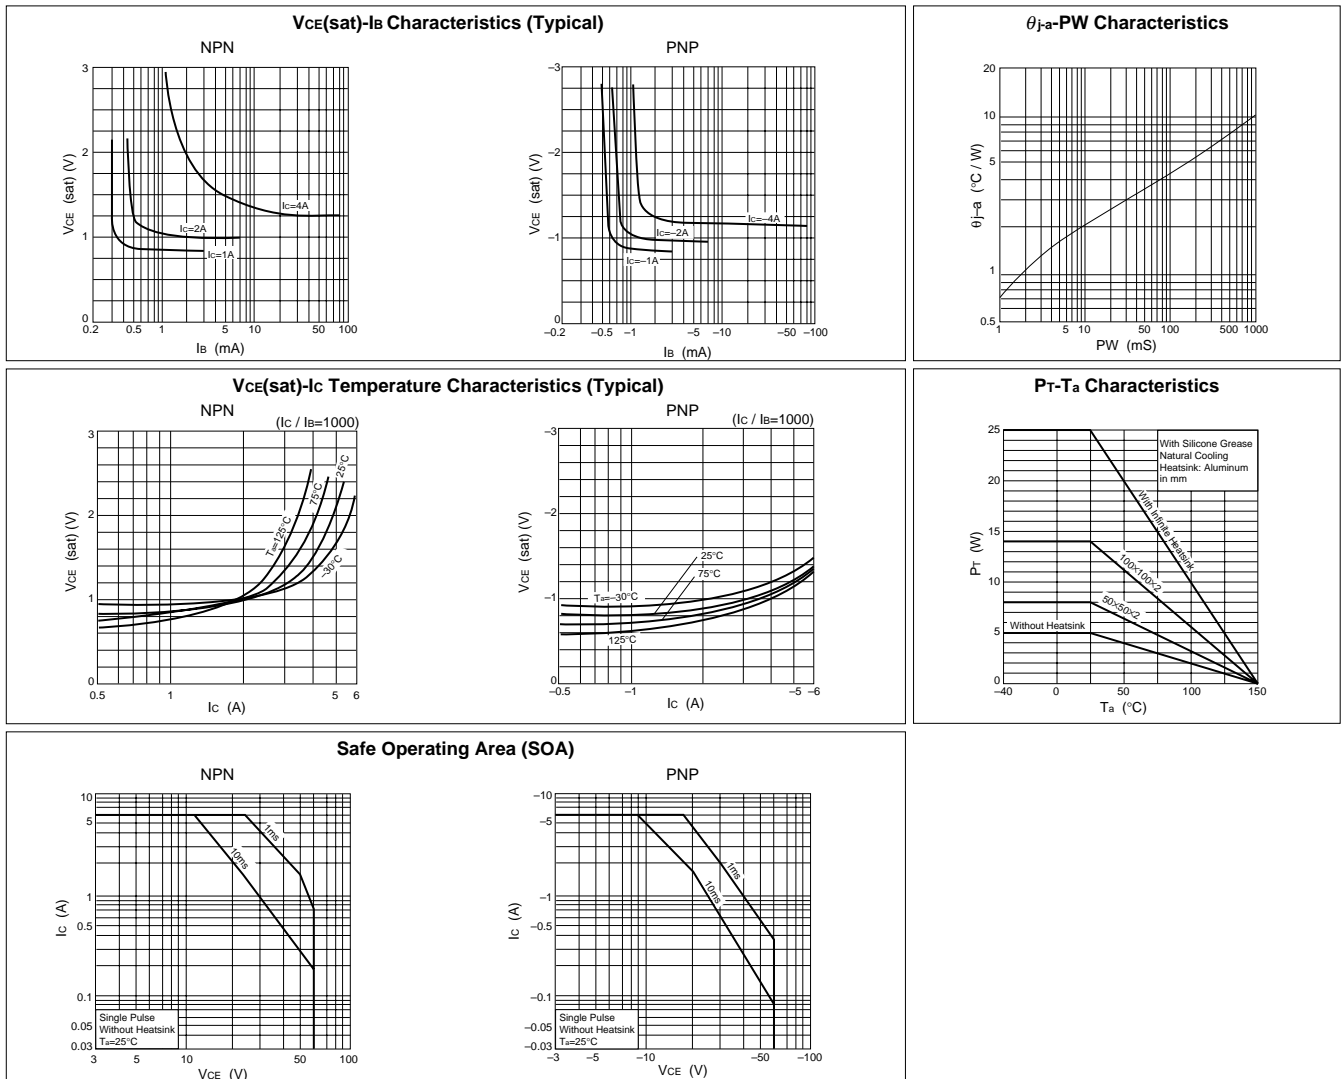 VCE(sat)-IB Characteristics (Typical)
NPN
3
2
1
0
0.2
0.5
1
5
10
50
100
VCE (sat) (V)
IB (mA)
IC=4A
IC=2A
IC=1A
PNP
–3
–2
–1
0
–0.2
–0.5
–1
–5
–10
–50
–100
VCE (sat) (V)
IB (mA)
IC=–4A
IC=–2A
IC=–1A
θj-a-PW Characteristics
20
10
5
1
0.5
1
5
10
50
100
500
1000
θj–a (°C / W)
PW (mS)
VCE(sat)-IC Temperature Characteristics (Typical)
NPN
(IC / IB=1000)
3
2
1
0
0.5
1
5
6
VCE (sat) (V)
IC (A)
Ta=125°C
75°C
25°C
–30°C
PNP
(IC / IB=1000)
–3
–2
–1
0
–0.5
–1
–5
–6
VCE (sat) (V)
IC (A)
25°C
75°C
Ta=–30°C
125°C
PT-Ta Characteristics
25
20
15
10
5
0
–40
0
50
100
150
PT (W)
Ta (°C)
With Silicone Grease
Natural Cooling
Heatsink: Aluminum
in mm
With Infinite Heatsink
100×100×2
50×50×2
Without Heatsink
Safe Operating Area (SOA)
NPN
10
5
1
0.5
0.1
0.05
0.03
3
5
10
50
100
IC (A)
VCE (V)
1ms
10ms
Single Pulse
Without Heatsink
Ta=25°C
PNP
–10
–5
–1
–0.5
–0.1
–0.05
–0.03
–3
–5
–10
–50
–100
IC (A)
VCE (V)
1ms
10ms
Single Pulse
Without Heatsink
Ta=25°C